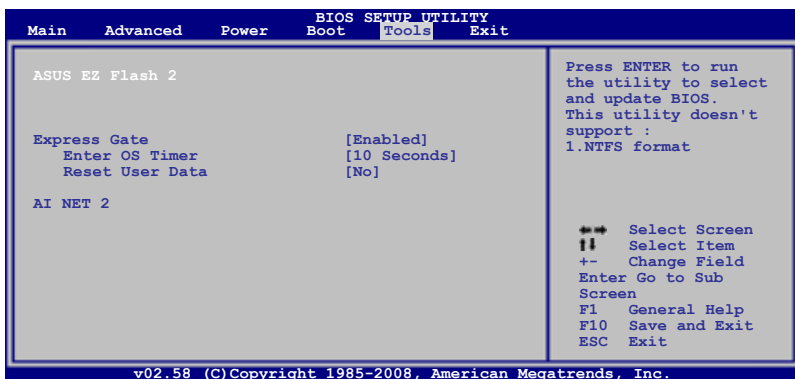 BIOS SETUP UTILITY
Main Advanced Power Boot Tools Exit
ASUS EZ Flash 2
Express Gate [Enabled]
Enter OS Timer [10 Seconds]
Reset User Data [No]
AI NET 2
Press ENTER to run
the utility to select
and update BIOS.
This utility doesn't
support :
1.NTFS format
←→ Select Screen
↑↓ Select Item
+- Change Field
Enter Go to Sub
Screen
F1 General Help
F10 Save and Exit
ESC Exit
v02.58 (C)Copyright 1985-2008, American Megatrends, Inc.